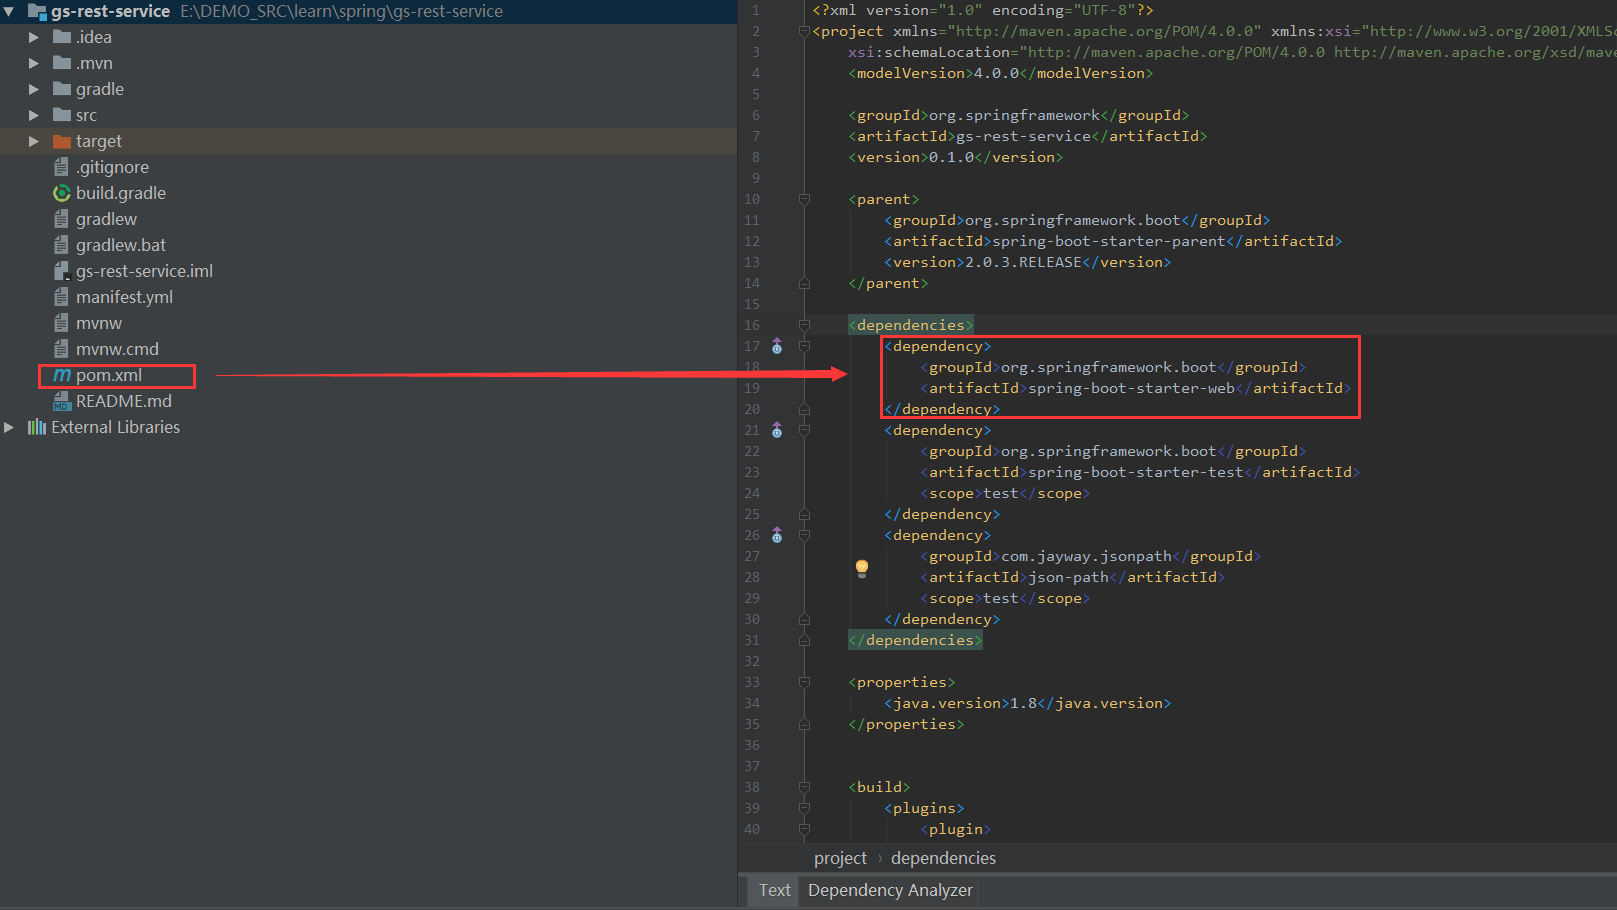 gs-rest-service E:\DEMO_SRC\learn\spring\gs-rest-service
.idea
.mvn
gradle
src
target
.gitignore
build.gradle
gradlew
gradlew.bat
gs-rest-service.iml
manifest.yml
mvnw
mvnw.cmd
pom.xml
README.md
External Libraries
1 <?xml version="1.0" encoding="UTF-8"?>
2 <project xmlns="http://maven.apache.org/POM/4.0.0" xmlns:xsi="http://www.w3.org/2001/XMLSc
3 xsi:schemaLocation="http://maven.apache.org/POM/4.0.0 http://maven.apache.org/xsd/mave
4 <modelVersion>4.0.0</modelVersion>
5
6 <groupId>org.springframework</groupId>
7 <artifactId>gs-rest-service</artifactId>
8 <version>0.1.0</version>
9
10 <parent>
11 <groupId>org.springframework.boot</groupId>
12 <artifactId>spring-boot-starter-parent</artifactId>
13 <version>2.0.3.RELEASE</version>
14 </parent>
15
16 <dependencies>
17 <dependency>
18 <groupId>org.springframework.boot</groupId>
19 <artifactId>spring-boot-starter-web</artifactId>
20 </dependency>
21 <dependency>
22 <groupId>org.springframework.boot</groupId>
23 <artifactId>spring-boot-starter-test</artifactId>
24 <scope>test</scope>
25 </dependency>
26 <dependency>
27 <groupId>com.jayway.jsonpath</groupId>
28 <artifactId>json-path</artifactId>
29 <scope>test</scope>
30 </dependency>
31 </dependencies>
32
33 <properties>
34 <java.version>1.8</java.version>
35 </properties>
36
37
38 <build>
39 <plugins>
40 <plugin>
project › dependencies
Text Dependency Analyzer